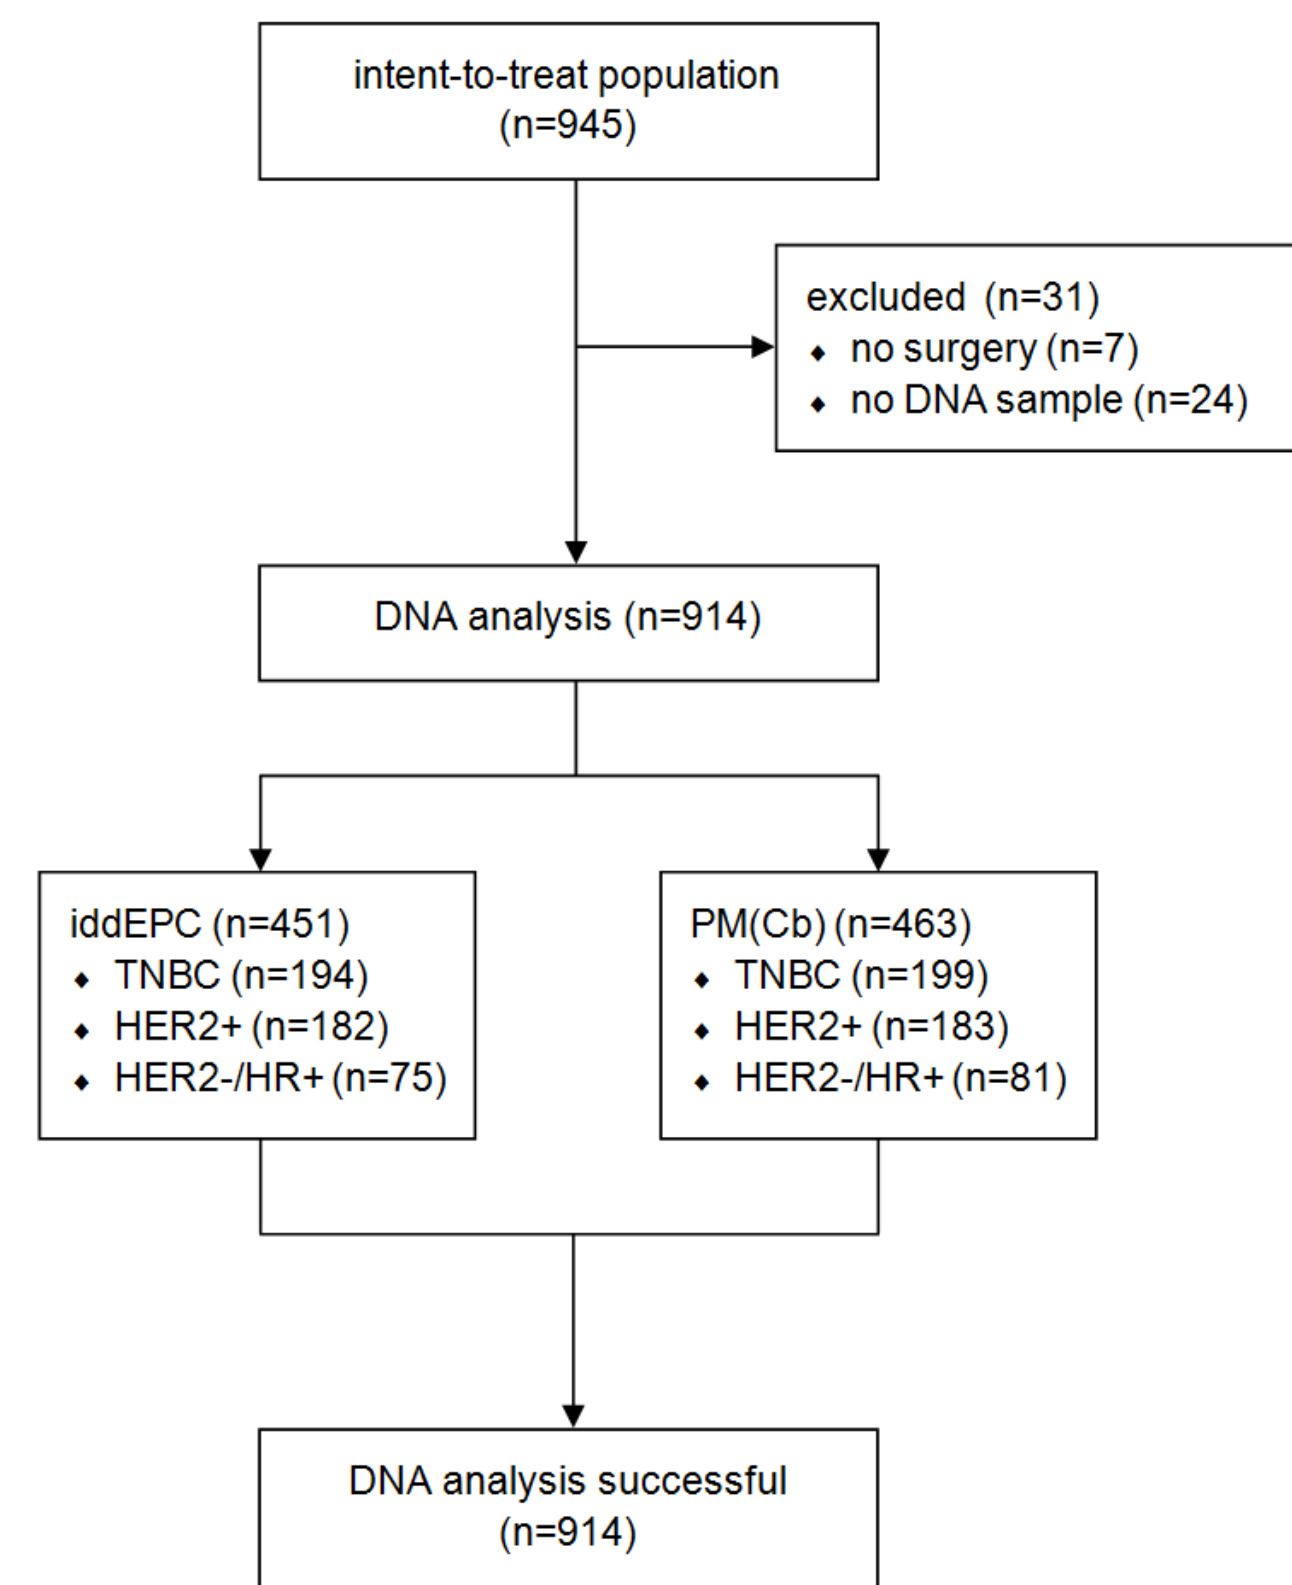 intent-to-treat population
(n=945)
excluded (n=31)
⬥ no surgery (n=7)
⬥ no DNA sample (n=24)
DNA analysis (n=914)
iddEPC (n=451)
⬥ TNBC (n=194)
⬥ HER2+ (n=182)
⬥ HER2-/HR+ (n=75)
PM(Cb) (n=463)
⬥ TNBC (n=199)
⬥ HER2+ (n=183)
⬥ HER2-/HR+ (n=81)
DNA analysis successful
(n=914)